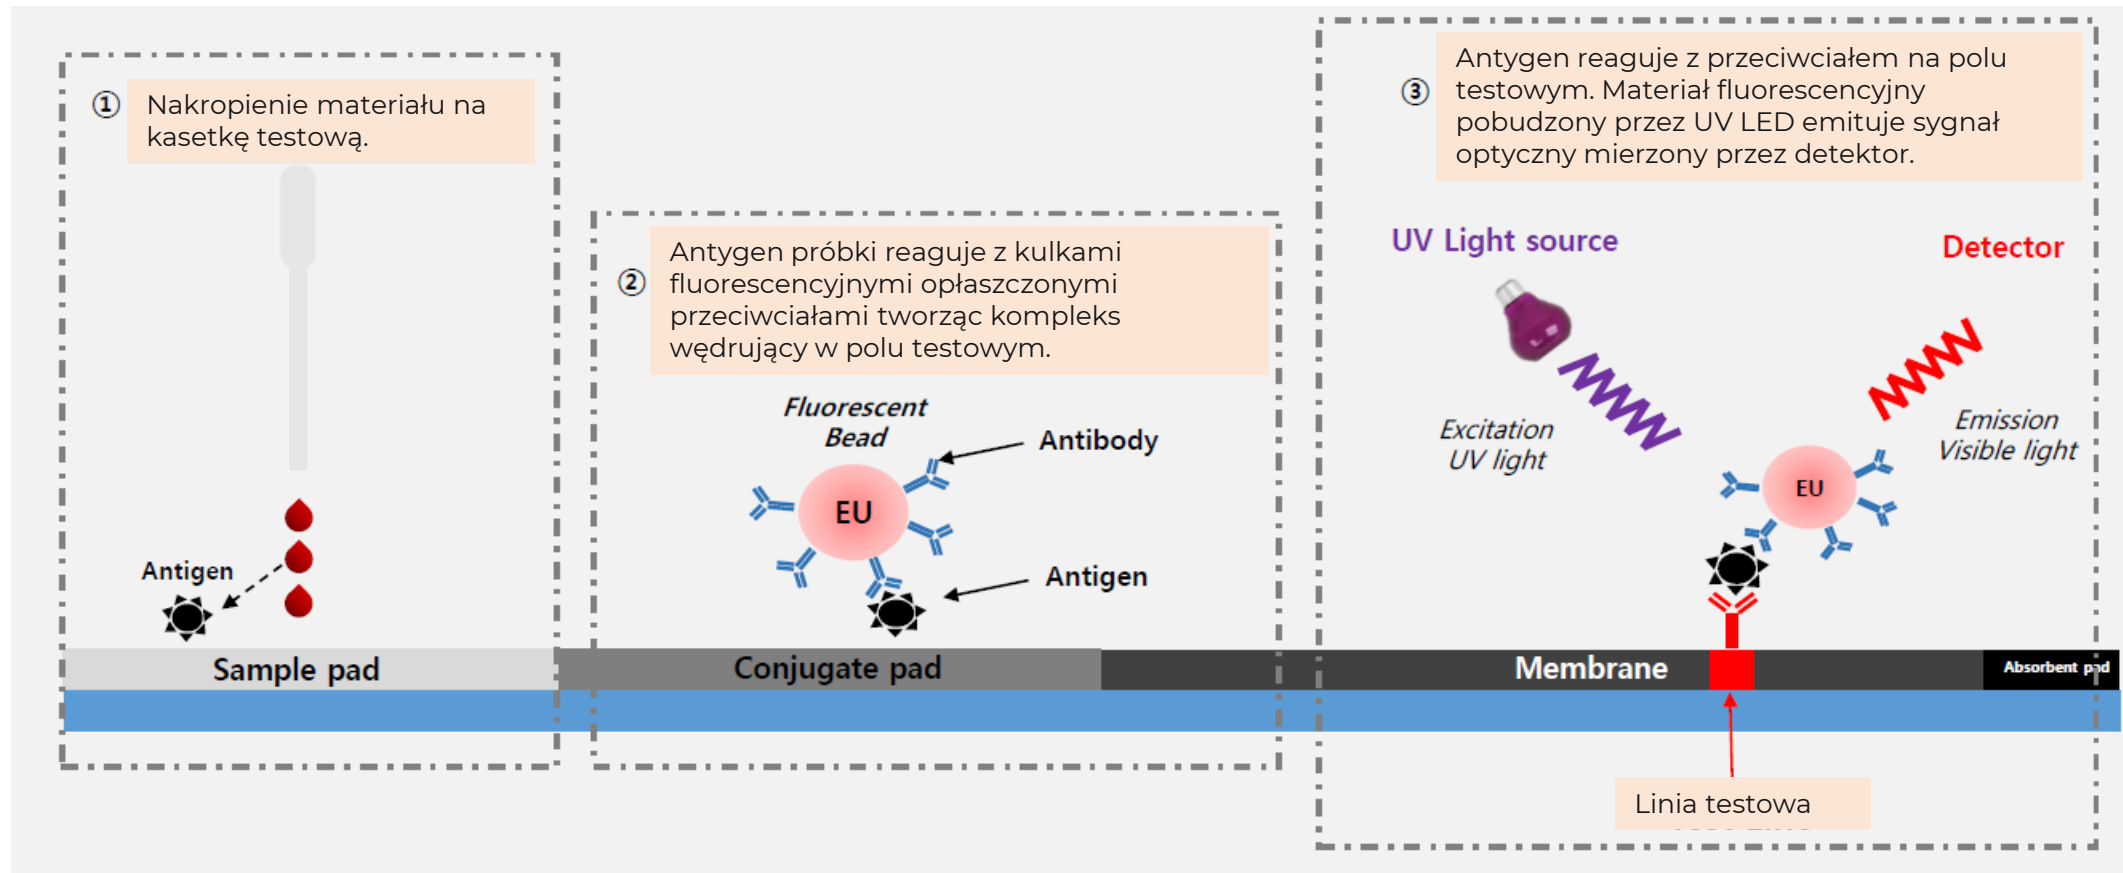 ①
Nakropienie materiału na
kasetkę testową.
Antigen
Sample pad
②
Antygen próbki reaguje z kulkami
fluorescencyjnymi opłaszczonymi
przeciwciałami tworząc kompleks
wędrujący w polu testowym.
Fluorescent
Bead
Antibody
EU
Antigen
Conjugate pad
③
Antygen reaguje z przeciwciałem na polu
testowym. Materiał fluorescencyjny
pobudzony przez UV LED emituje sygnał
optyczny mierzony przez detektor.
UV Light source
Detector
Excitation
UV light
Emission
Visible light
EU
Membrane
Absorbent pad
Linia testowa